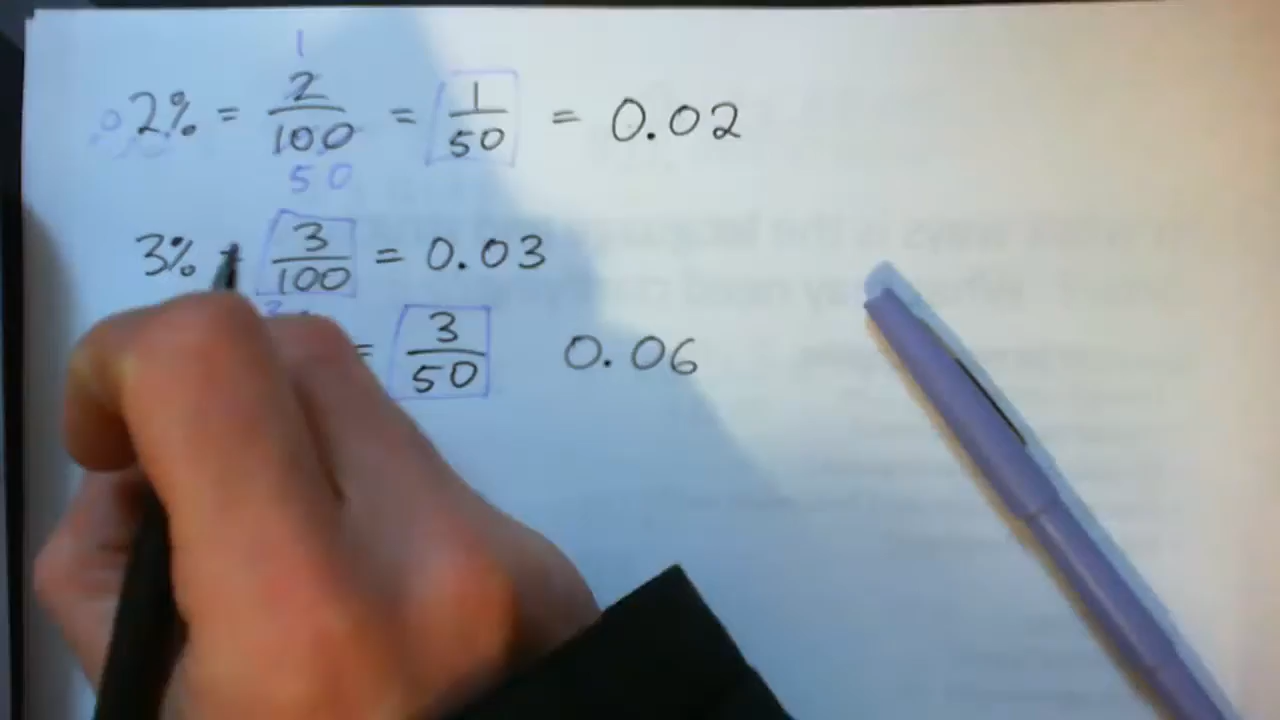 1
2% = 2/100 = 1/50 = 0.02
50
3% = 3/100 = 0.03
= 3/50 0.06